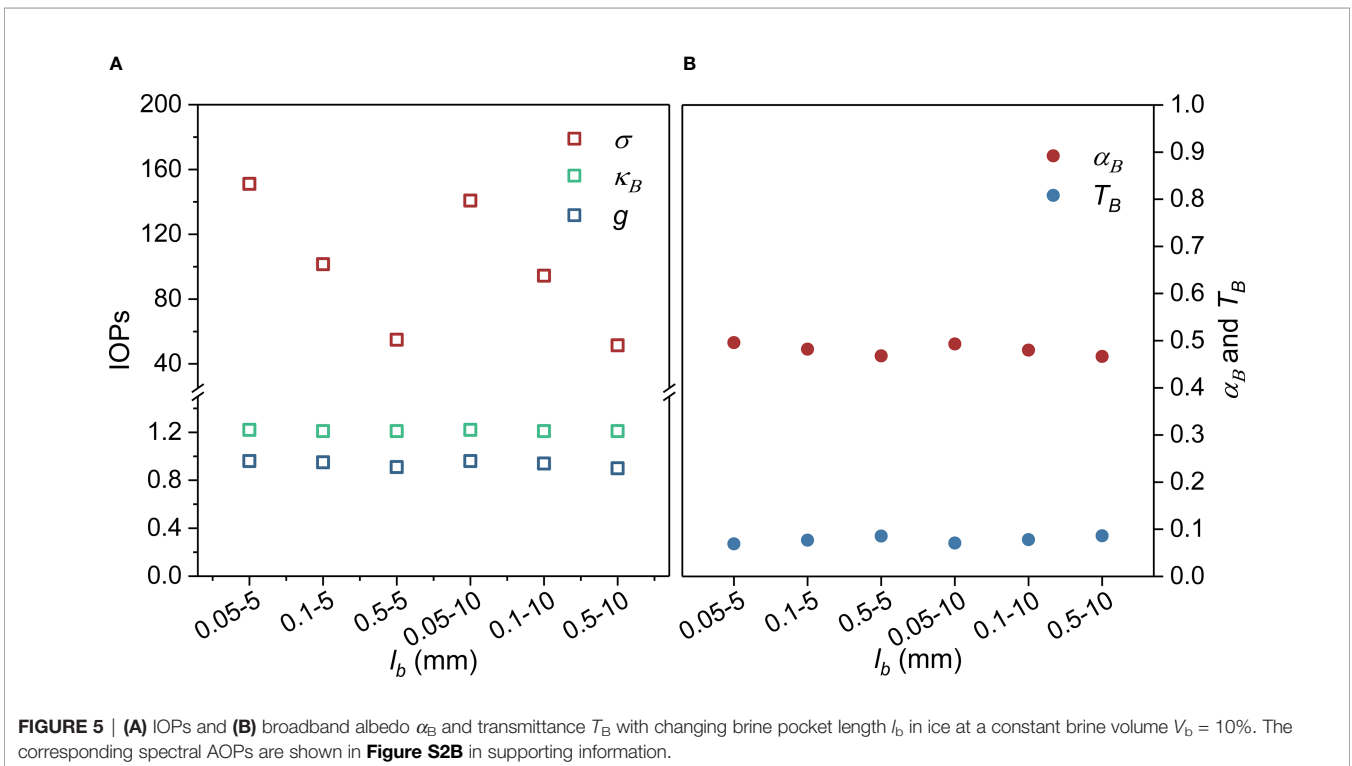 A
200
160
120
80
40
1.2
0.8
0.4
0.0
IOPs
σ
κB
g
0.05-5
0.1-5
0.5-5
0.05-10
0.1-10
0.5-10
lb (mm)
B
1.0
0.9
0.8
0.7
0.6
0.5
0.4
0.3
0.2
0.1
0.0
αB and TB
αB
TB
0.05-5
0.1-5
0.5-5
0.05-10
0.1-10
0.5-10
lb (mm)
FIGURE 5 | (A) IOPs and (B) broadband albedo αB and transmittance TB with changing brine pocket length lb in ice at a constant brine volume Vb = 10%. The
corresponding spectral AOPs are shown in Figure S2B in supporting information.